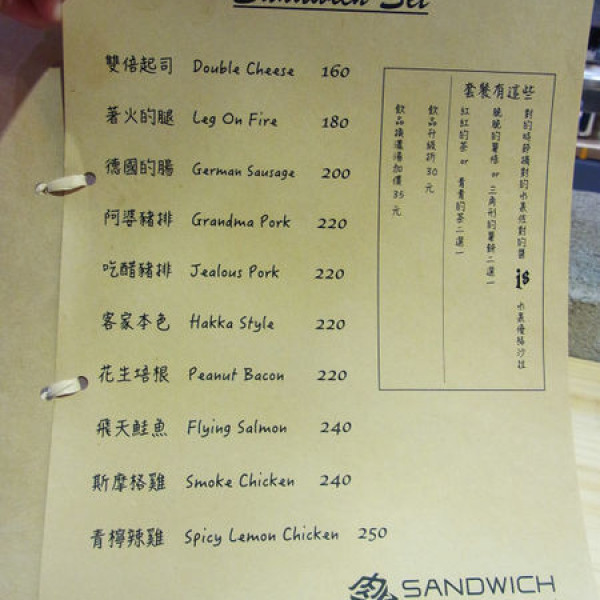 Sandwich Set
雙倍起司 Double Cheese 160
著火的腿 Leg On Fire 180
德國的腸 German Sausage 200
阿婆豬排 Grandma Pork 220
吃醋豬排 Jealous Pork 220
客家本色 Hakka Style 220
花生培根 Peanut Bacon 220
飛天鮭魚 Flying Salmon 240
斯摩格雞 Smoke Chicken 240
青檸辣雞 Spicy Lemon Chicken 250
套餐有這些
對的時節摘對的水果佐對的醬 is 水果優格沙拉
脆脆的薯條 or 三角形的薯餅二選一
紅紅的茶 or 青青的茶二選一
飲品升級折30元
飲品換濃湯加價35元
SANDWICH